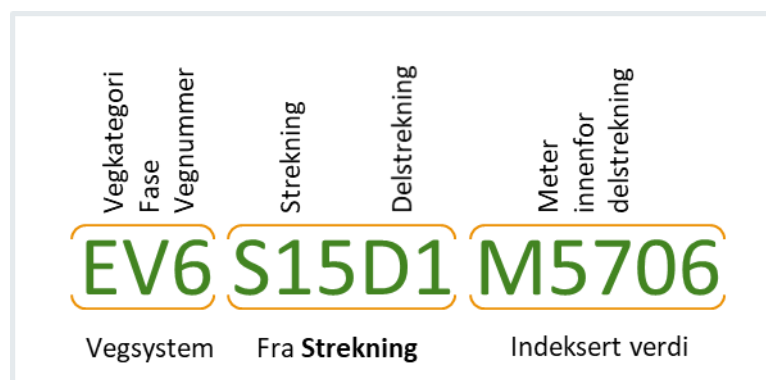 Vegkategori
Fase
Vegnummer
Strekning
Delstrekning
Meter
innenfor
delstrekning
EV6 S15D1 M5706
Vegsystem Fra Strekning Indeksert verdi